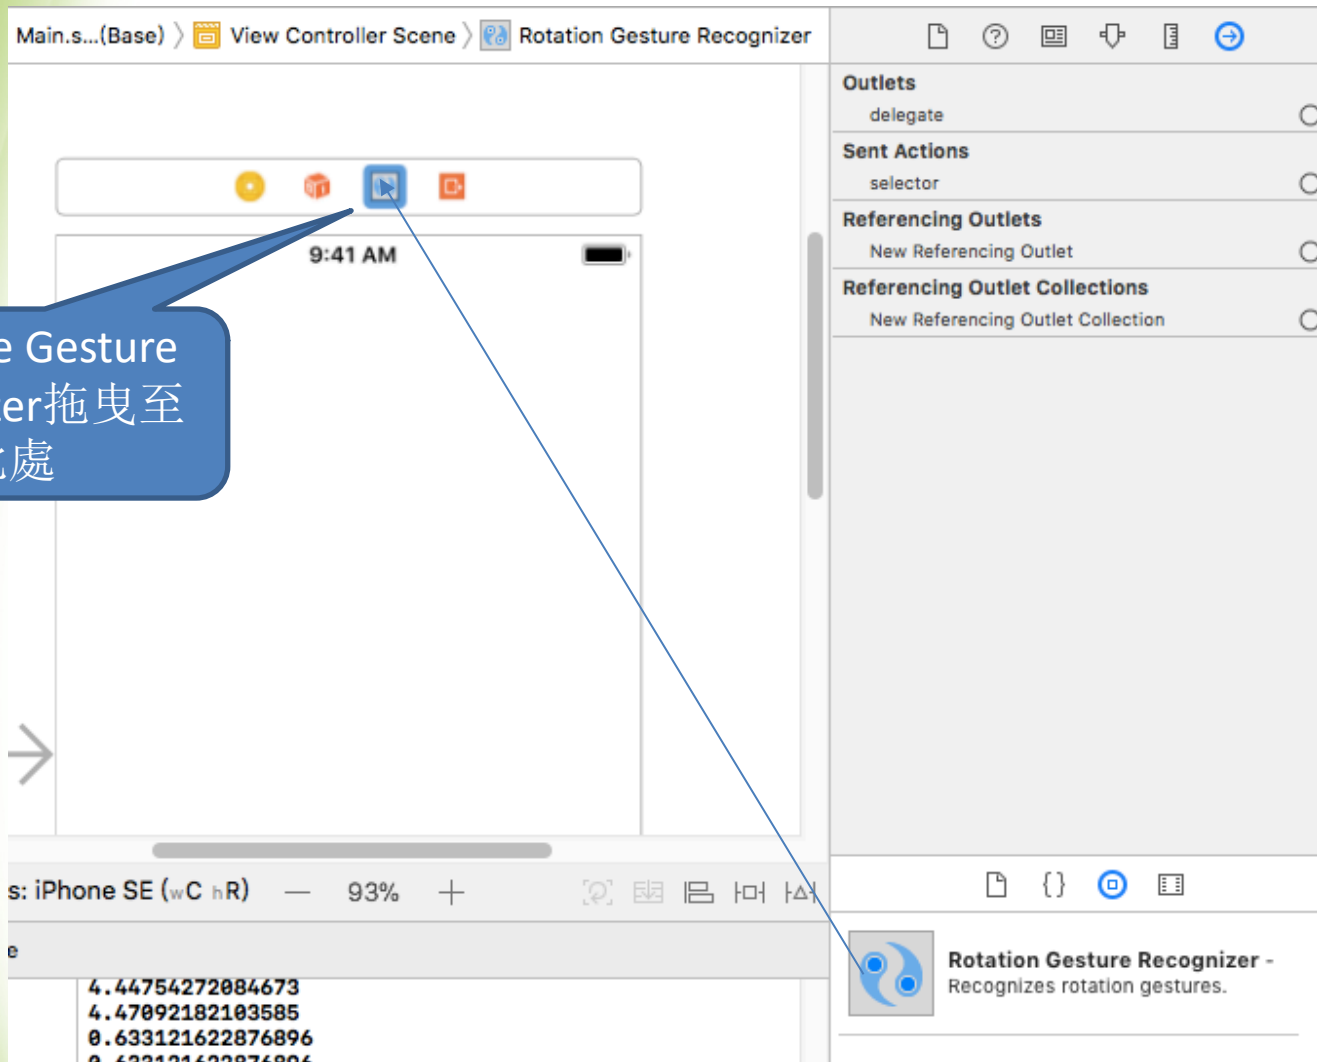 Main.s...(Base) 〉 View Controller Scene 〉 Rotation Gesture Recognizer
Outlets
delegate
Sent Actions
selector
Referencing Outlets
New Referencing Outlet
Referencing Outlet Collections
New Referencing Outlet Collection
9:41 AM
e Gesture
er拖曳至
處
s: iPhone SE (wC hR) — 93% +
{}
e
Rotation Gesture Recognizer -
Recognizes rotation gestures.
4.44754272084673
4.47092182103585
0.633121622876896
0.633121622876896